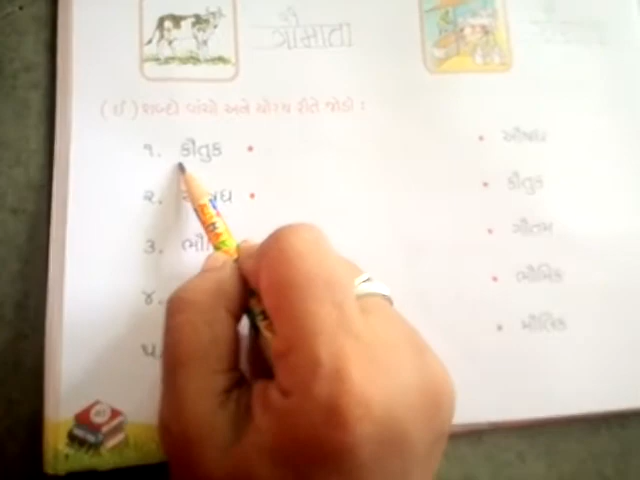 ગૌમાતા
(ઈ) શબ્દો વાંચો અને યોગ્ય રીતે જોડો :
૧. કૌતુક • • ઔષધ
૨. • • કૌતુક
૩. • ગૌતમ
૪. • ભૌમિક
૫. • મૌલિક